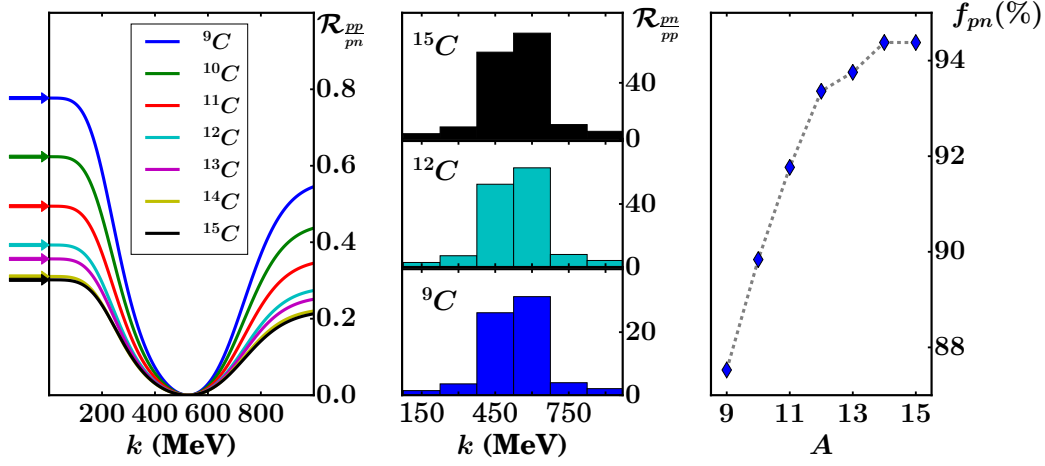 R pp/pn
⁹C
¹⁰C
¹¹C
¹²C
¹³C
¹⁴C
¹⁵C
0.8
0.6
0.4
0.2
0.0
200 400 600 800
k (MeV)
R pn/pp
¹⁵C
40
0
¹²C
40
0
⁹C
20
0
150 450 750
k (MeV)
f_pn(%)
94
92
90
88
9 11 13 15
A